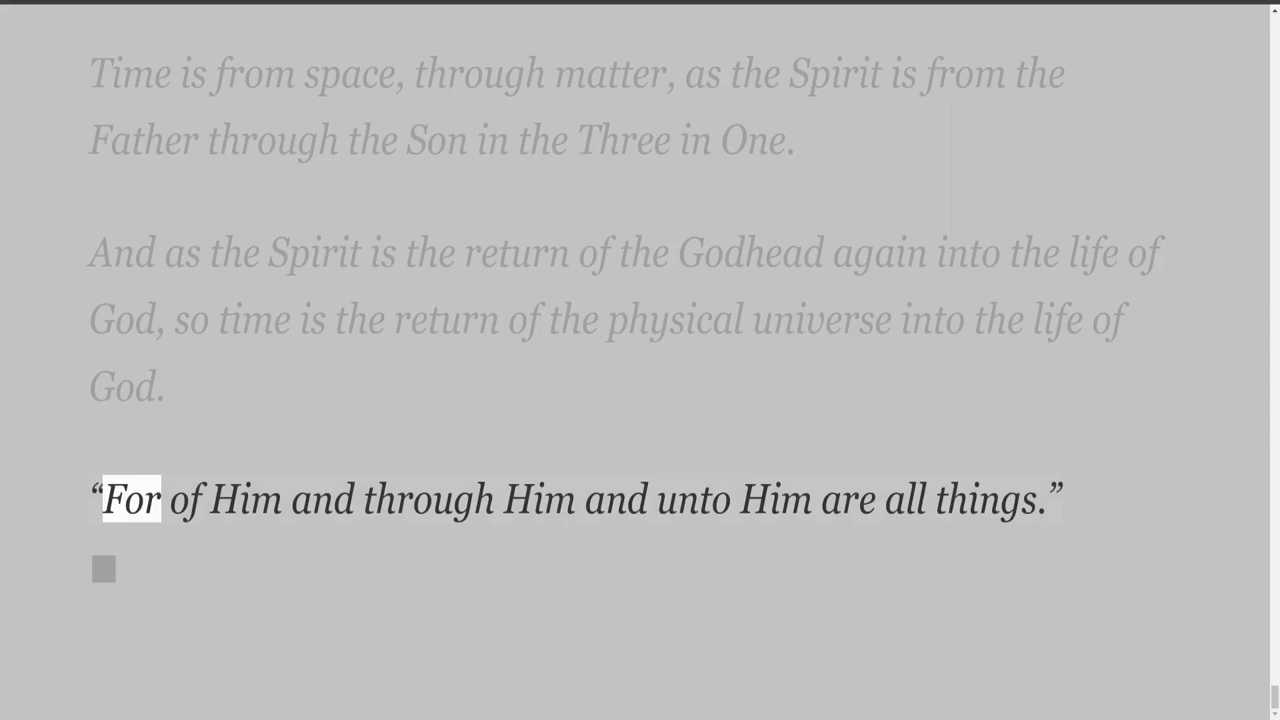 Time is from space, through matter, as the Spirit is from the
Father through the Son in the Three in One.
And as the Spirit is the return of the Godhead again into the life of
God, so time is the return of the physical universe into the life of
God.
“For of Him and through Him and unto Him are all things.”